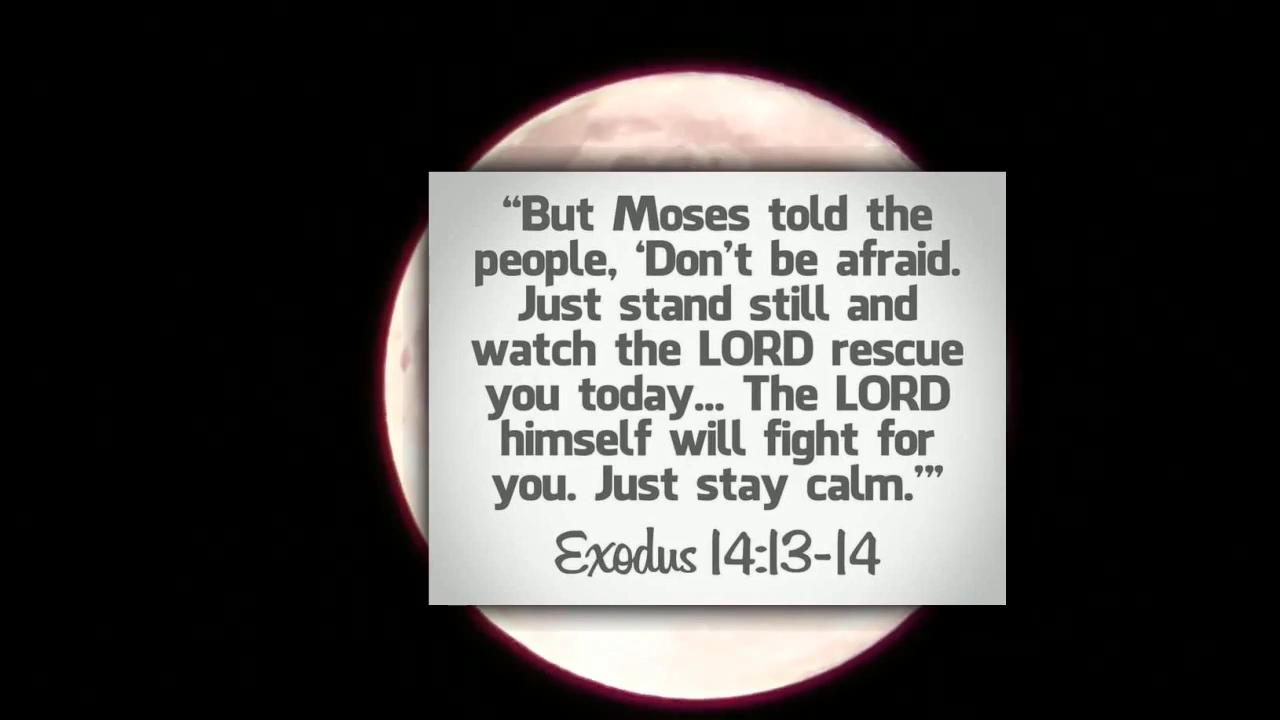 “But Moses told the
people, ‘Don’t be afraid.
Just stand still and
watch the LORD rescue
you today... The LORD
himself will fight for
you. Just stay calm.’”
Exodus 14:13-14